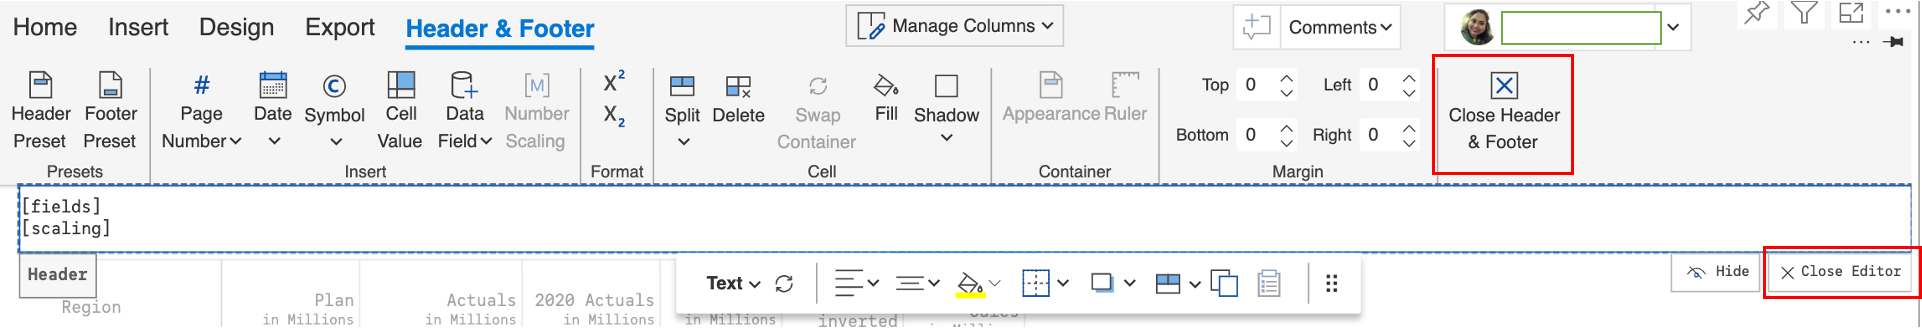 Home Insert Design Export Header & Footer Manage Columns Comments
Header Preset
Footer Preset
Presets
# Page Number
Date
Symbol
Cell Value
Data Field
[M] Number Scaling
Insert
X²
X₂
Format
Split
Delete
Swap Container
Fill
Shadow
Cell
Appearance
Ruler
Container
Top 0 Left 0
Bottom 0 Right 0
Margin
Close Header
& Footer
[fields]
[scaling]
Header
Text
Hide
Close Editor
Region
Plan
in Millions
Actuals
in Millions
2020 Actuals
in Millions
in Millions
inverted